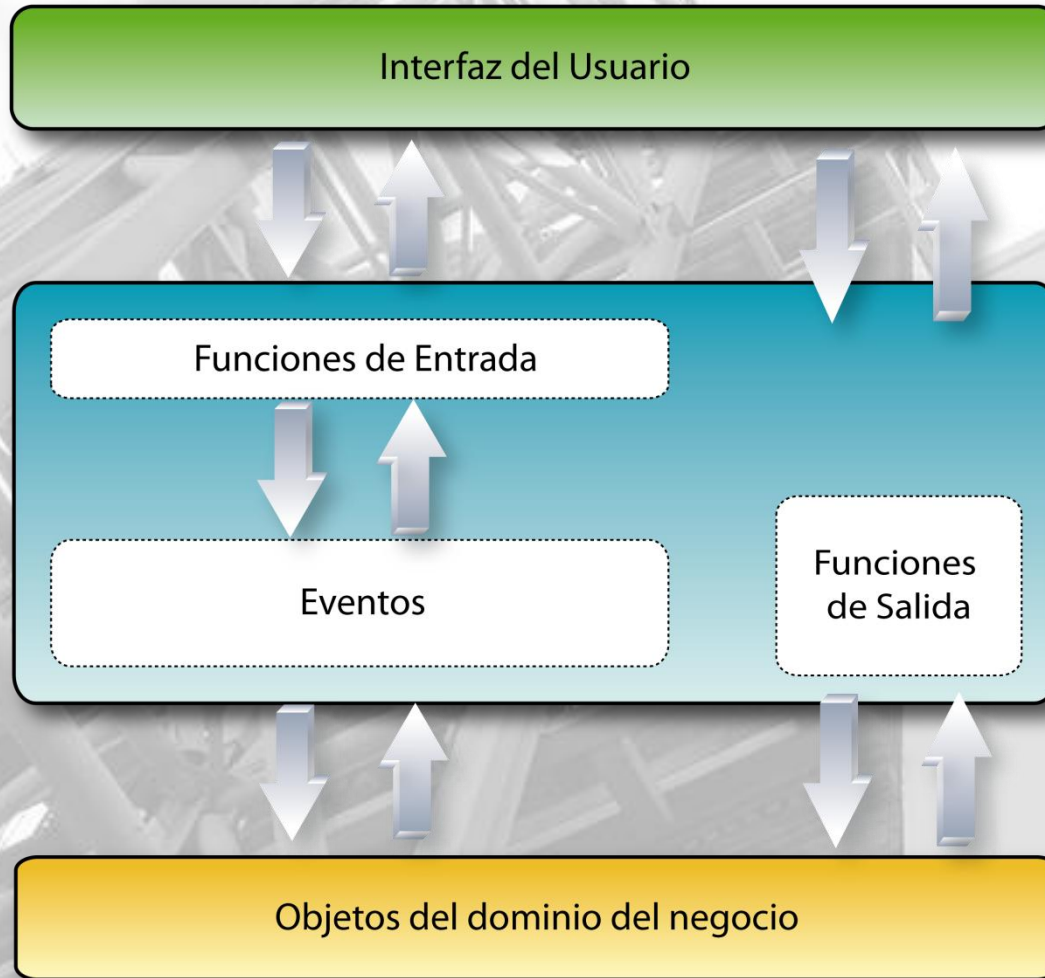 Interfaz del Usuario
Funciones de Entrada
Eventos
Funciones
de Salida
Objetos del dominio del negocio